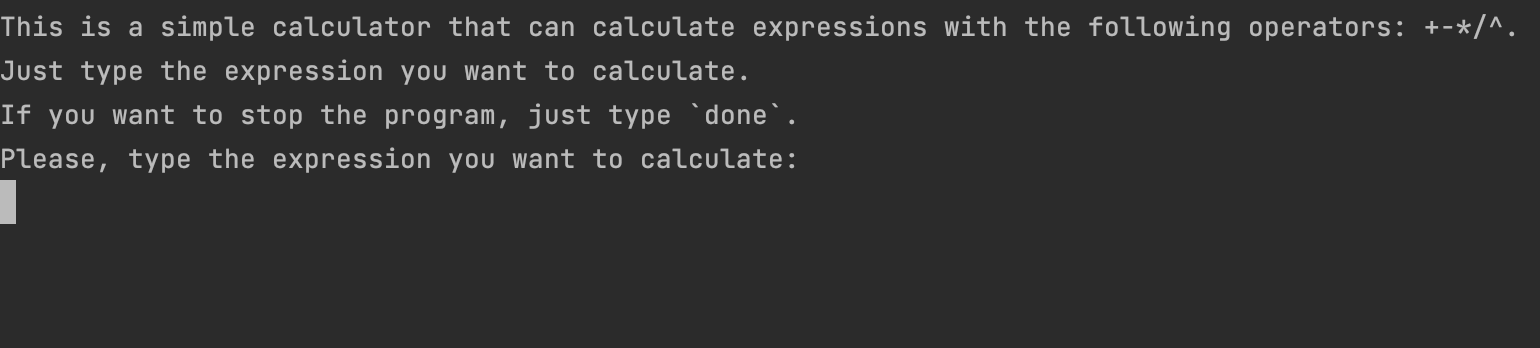 This is a simple calculator that can calculate expressions with the following operators: +-*/^.
Just type the expression you want to calculate.
If you want to stop the program, just type `done`.
Please, type the expression you want to calculate: